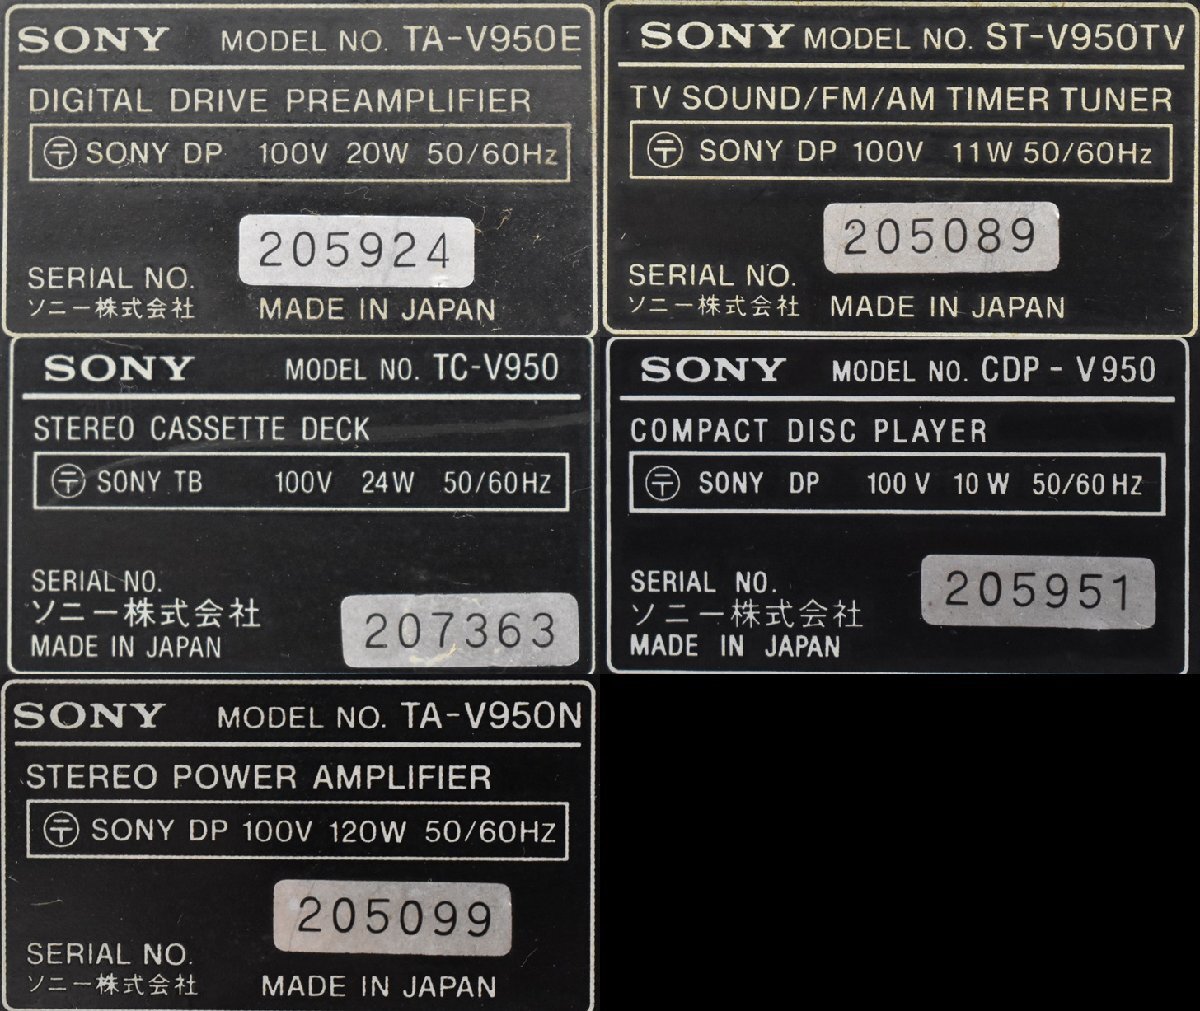 SONY MODEL NO. TA-V950E
DIGITAL DRIVE PREAMPLIFIER
〒 SONY DP 100V 20W 50/60Hz
205924
SERIAL NO.
ソニー株式会社 MADE IN JAPAN
SONY MODEL NO. ST-V950TV
TV SOUND/FM/AM TIMER TUNER
〒 SONY DP 100V 11W 50/60Hz
205089
SERIAL NO.
ソニー株式会社 MADE IN JAPAN
SONY MODEL NO. TC-V950
STEREO CASSETTE DECK
〒 SONY TB 100V 24W 50/60Hz
SERIAL NO.
ソニー株式会社
207363
MADE IN JAPAN
SONY MODEL NO. CDP-V950
COMPACT DISC PLAYER
〒 SONY DP 100V 10W 50/60Hz
SERIAL NO. 205951
ソニー株式会社
MADE IN JAPAN
SONY MODEL NO. TA-V950N
STEREO POWER AMPLIFIER
〒 SONY DP 100V 120W 50/60Hz
205099
SERIAL NO.
ソニー株式会社 MADE IN JAPAN